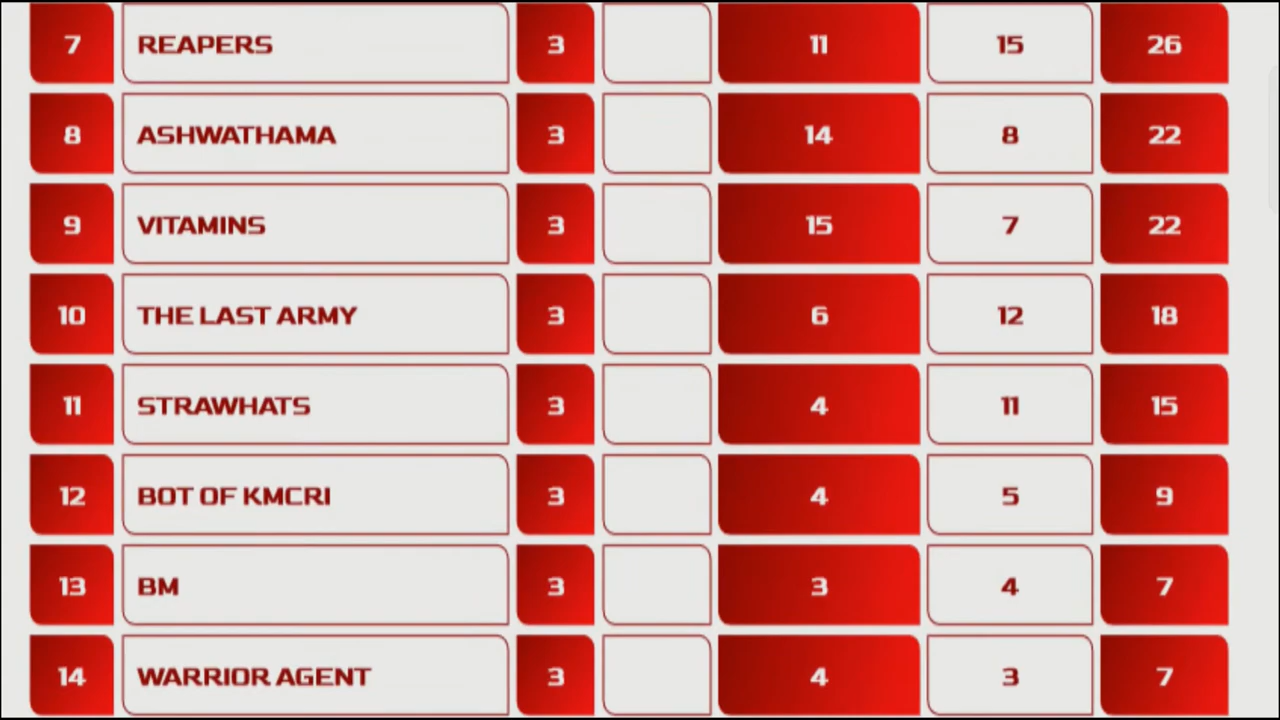 7 REAPERS 3 11 15 26
8 ASHWATHAMA 3 14 8 22
9 VITAMINS 3 15 7 22
10 THE LAST ARMY 3 6 12 18
11 STRAWHATS 3 4 11 15
12 BOT OF KMCRI 3 4 5 9
13 BM 3 3 4 7
14 WARRIOR AGENT 3 4 3 7